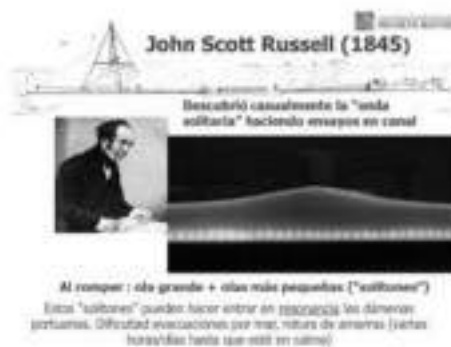 John Scott Russell (1845)
Descubrió casualmente la "onda
solitaria" haciendo ensayos en canal
Al romper : ola grande + olas más pequeñas ("solitones")
Estos "solitones" pueden hacer entrar en resonancia las dársenas
portuarias. Dificultad evacuaciones por mar, rotura de amarras (varias
horas/días hasta que esté en calma)